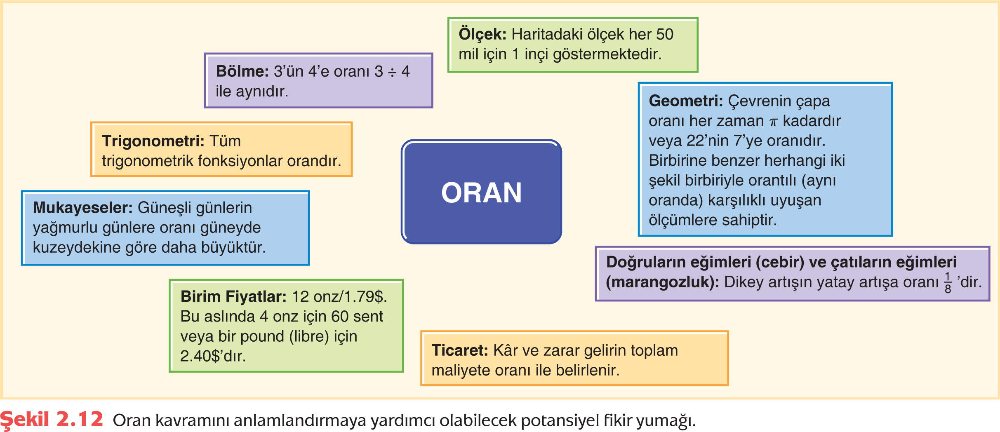 Ölçek: Haritadaki ölçek her 50
mil için 1 inçi göstermektedir.
Bölme: 3’ün 4’e oranı 3 ÷ 4
ile aynıdır.
Geometri: Çevrenin çapa
oranı her zaman π kadardır
veya 22’nin 7’ye oranıdır.
Birbirine benzer herhangi iki
şekil birbiriyle orantılı (aynı
oranda) karşılıklı uyuşan
ölçümlere sahiptir.
Trigonometri: Tüm
trigonometrik fonksiyonlar orandır.
ORAN
Mukayeseler: Güneşli günlerin
yağmurlu günlere oranı güneyde
kuzeydekine göre daha büyüktür.
Doğruların eğimleri (cebir) ve çatıların eğimleri
(marangozluk): Dikey artışın yatay artışa oranı 1/8 ’dir.
Birim Fiyatlar: 12 onz/1.79$.
Bu aslında 4 onz için 60 sent
veya bir pound (libre) için
2.40$’dır.
Ticaret: Kâr ve zarar gelirin toplam
maliyete oranı ile belirlenir.
Şekil 2.12 Oran kavramını anlamlandırmaya yardımcı olabilecek potansiyel fikir yumağı.